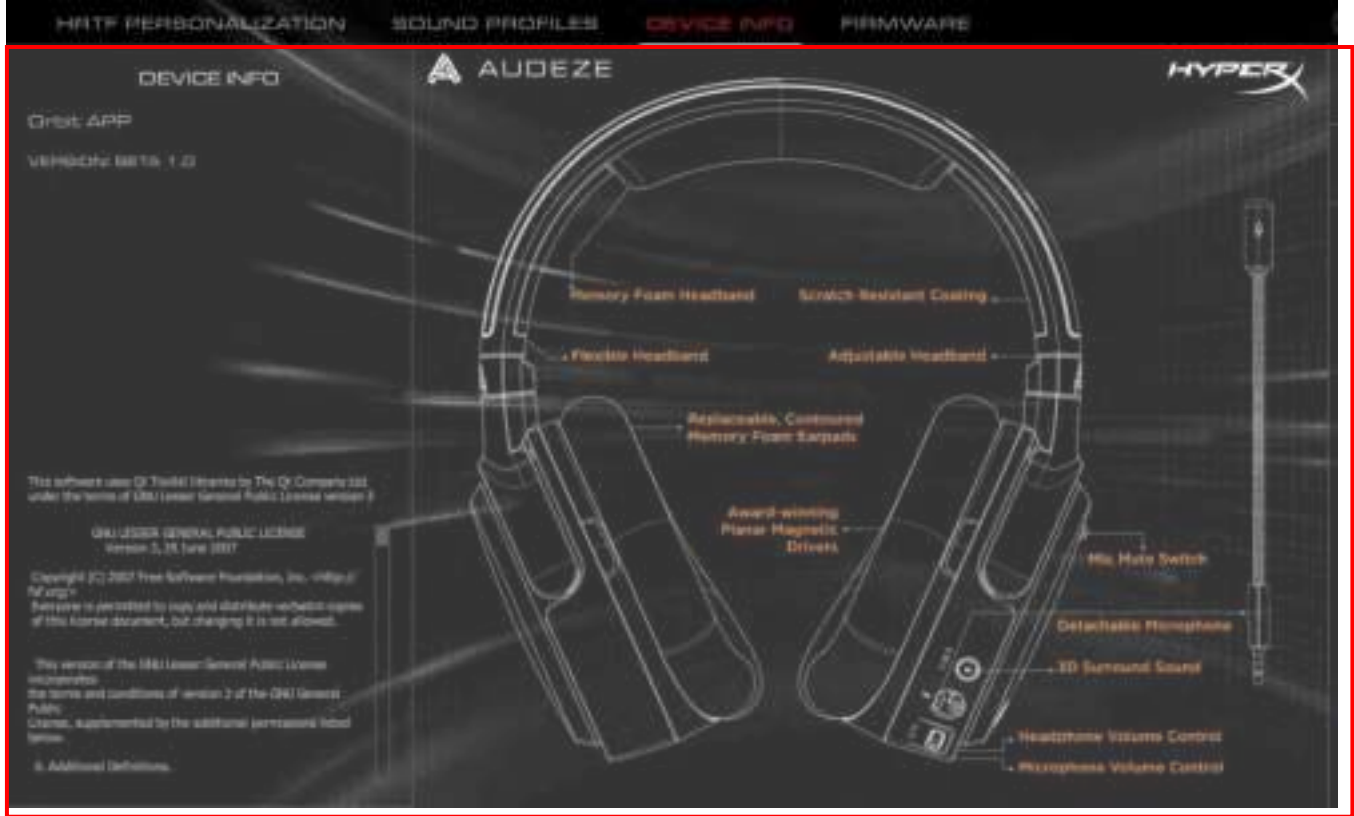 HRTF PERSONALIZATION SOUND PROFILES DEVICE INFO FIRMWARE
DEVICE INFO
AUDEZE
HYPERX
Orbit APP
VERSION: BETA 1.0
Memory Foam Headband
Scratch Resistant Coating
Flexible Headband
Adjustable Headband
Replaceable, Contoured
Memory Foam Earpads
Award-winning
Planar Magnetic
Drivers
Mic Mute Switch
Detachable Microphone
3D Surround Sound
Headphone Volume Control
Microphone Volume Control
This software uses Qt Toolkit libraries by The Qt Company Ltd
under the terms of GNU Lesser General Public License version 3
GNU LESSER GENERAL PUBLIC LICENSE
Version 3, 29 June 2007
Copyright (C) 2007 Free Software Foundation, Inc. <http://
fsf.org/>
Everyone is permitted to copy and distribute verbatim copies
of this license document, but changing it is not allowed.
This version of the GNU Lesser General Public License
incorporates
the terms and conditions of version 3 of the GNU General
Public
License, supplemented by the additional permissions listed
below.
0. Additional Definitions.